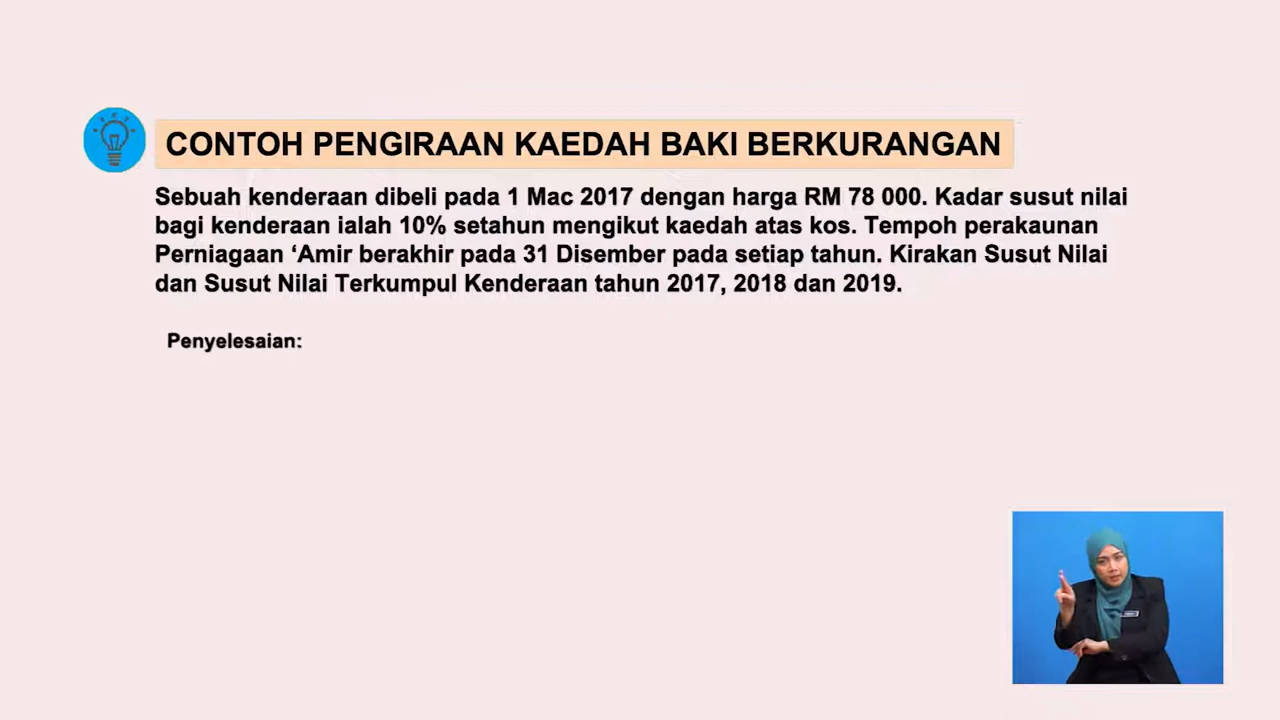 CONTOH PENGIRAAN KAEDAH BAKI BERKURANGAN
Sebuah kenderaan dibeli pada 1 Mac 2017 dengan harga RM 78 000. Kadar susut nilai
bagi kenderaan ialah 10% setahun mengikut kaedah atas kos. Tempoh perakaunan
Perniagaan ‘Amir berakhir pada 31 Disember pada setiap tahun. Kirakan Susut Nilai
dan Susut Nilai Terkumpul Kenderaan tahun 2017, 2018 dan 2019.
Penyelesaian: